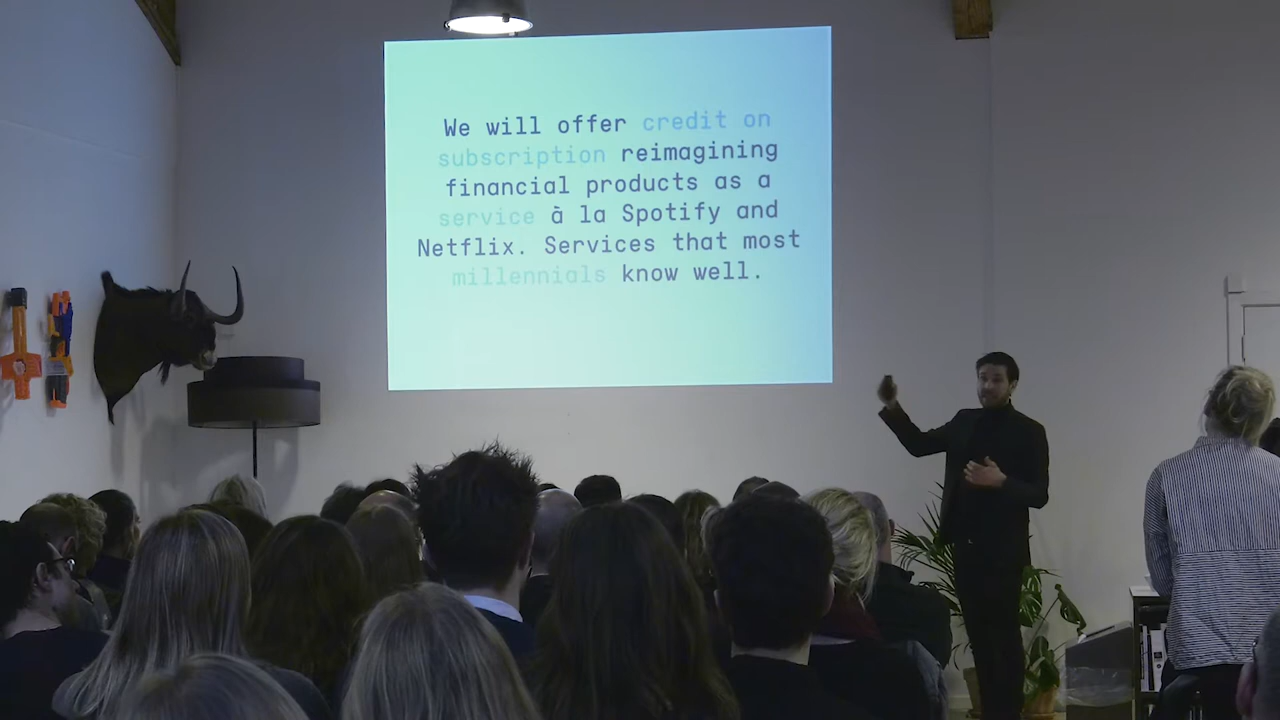 We will offer credit on
subscription reimagining
financial products as a
service à la Spotify and
Netflix. Services that most
millennials know well.